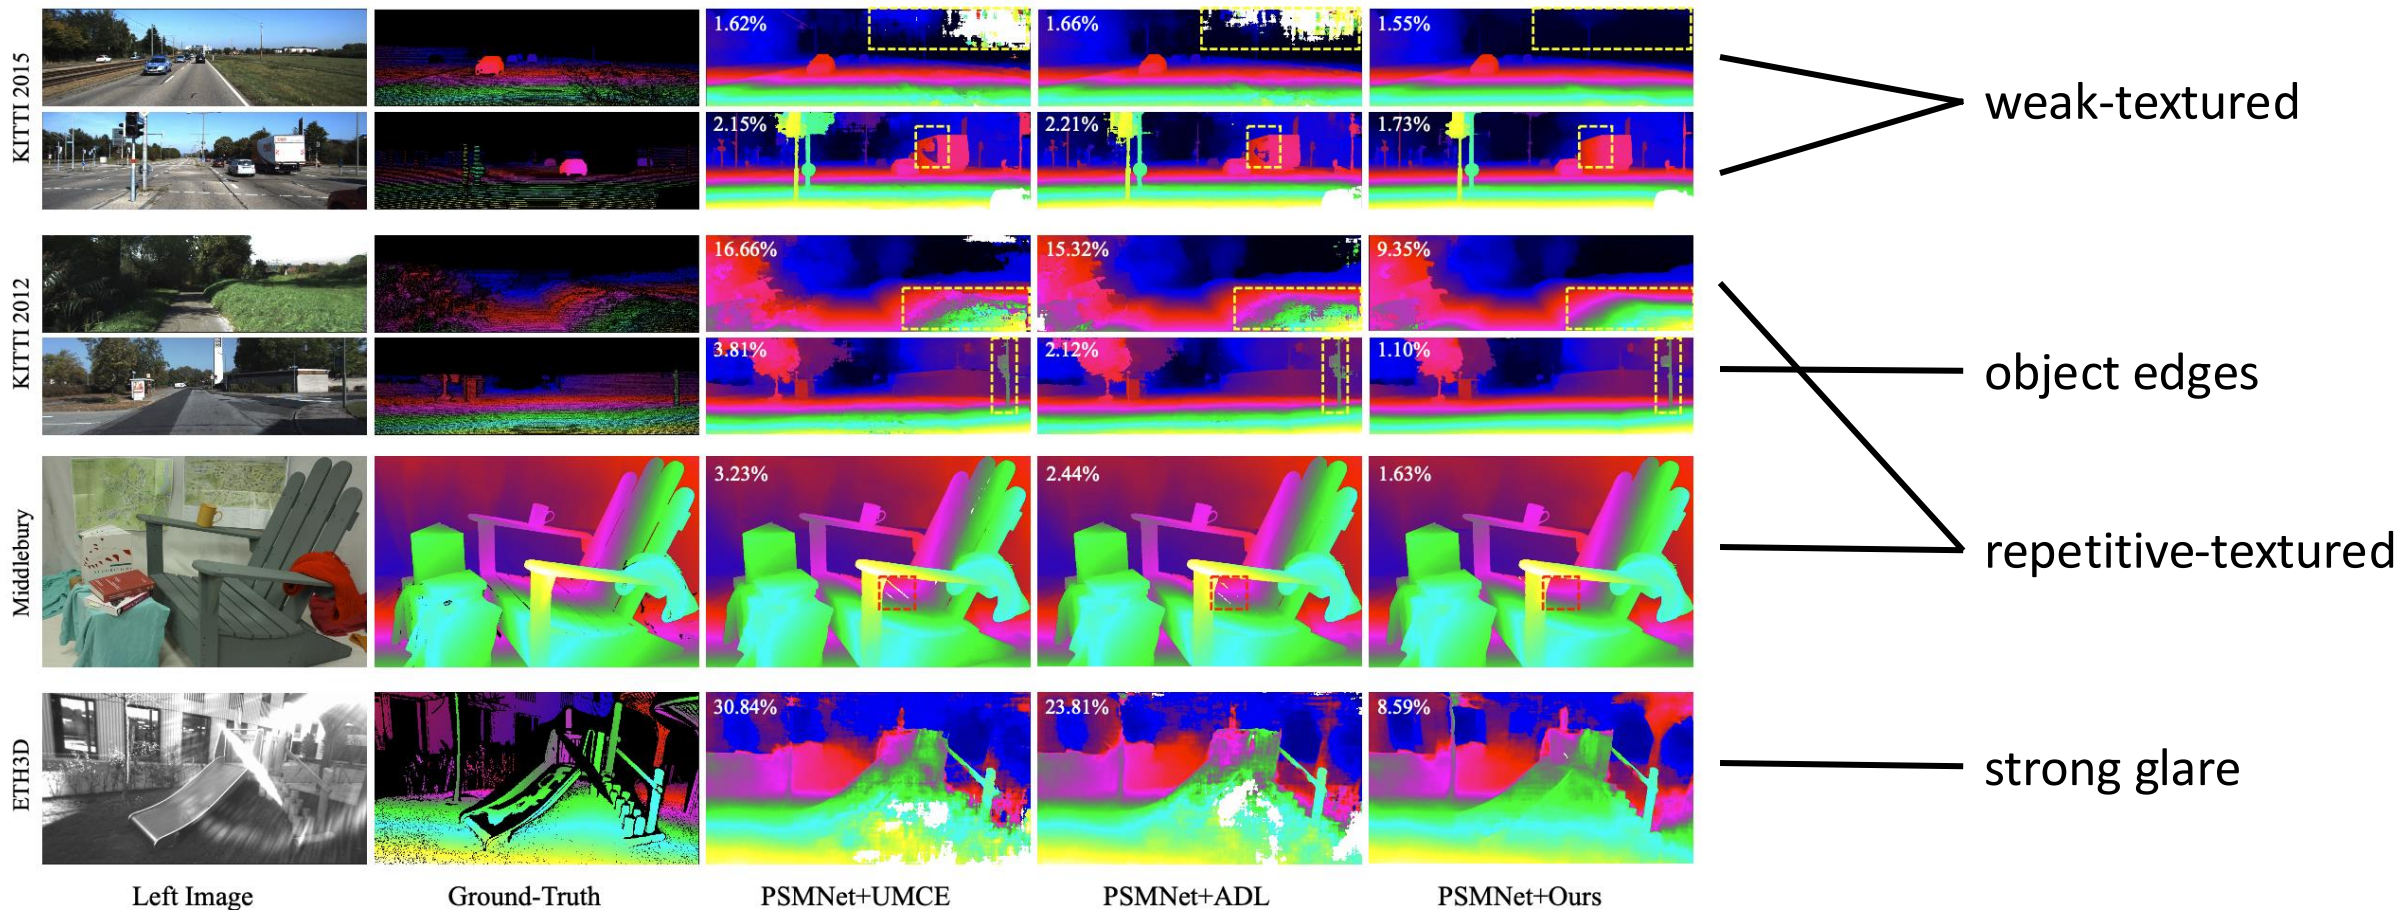 KITTI 2015
1.62%
1.66%
1.55%
weak-textured
2.15%
2.21%
1.73%
KITTI 2012
16.66%
15.32%
9.35%
3.81%
2.12%
1.10%
object edges
Middlebury
3.23%
2.44%
1.63%
repetitive-textured
ETH3D
30.84%
23.81%
8.59%
strong glare
Left Image
Ground-Truth
PSMNet+UMCE
PSMNet+ADL
PSMNet+Ours